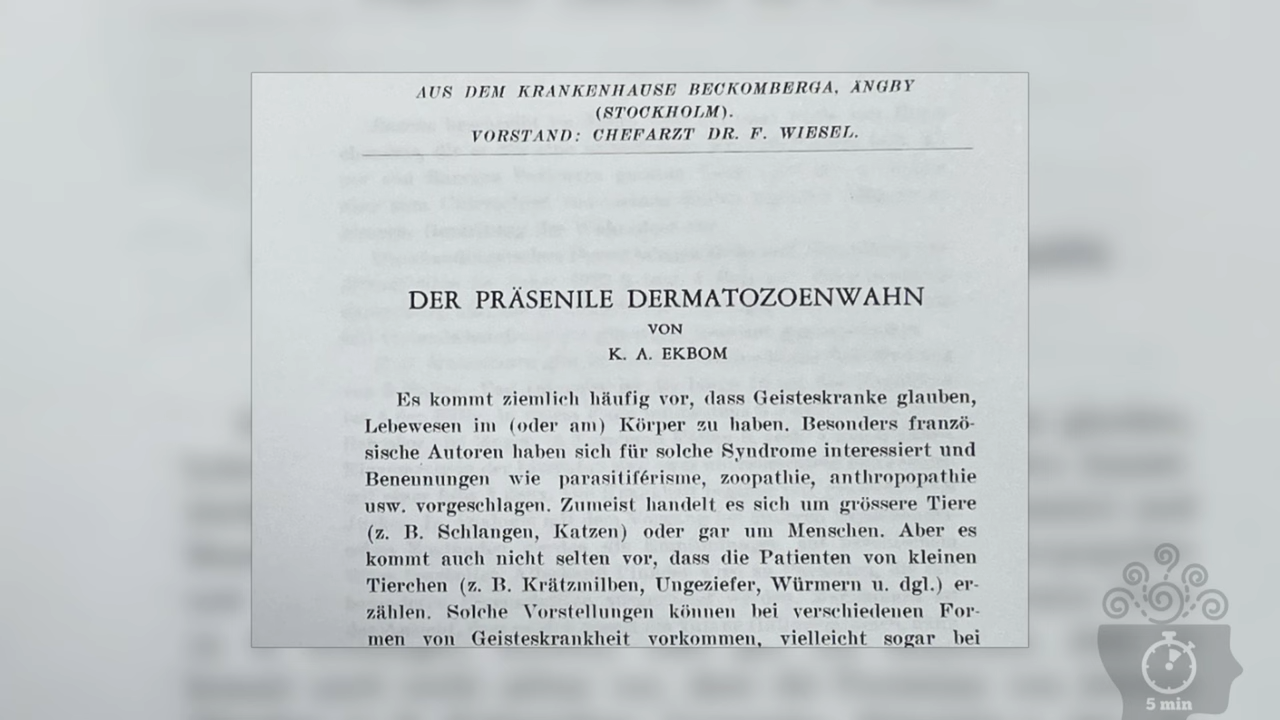 AUS DEM KRANKENHAUSE BECKOMBERGA, ÄNGBY
(STOCKHOLM).
VORSTAND: CHEFARZT DR. F. WIESEL.
DER PRÄSENILE DERMATOZOENWAHN
VON
K. A. EKBOM
Es kommt ziemlich häufig vor, dass Geisteskranke glauben,
Lebewesen im (oder am) Körper zu haben. Besonders franzö-
sische Autoren haben sich für solche Syndrome interessiert und
Benennungen wie parasitiférisme, zoopathie, anthropopathie
usw. vorgeschlagen. Zumeist handelt es sich um grössere Tiere
(z. B. Schlangen, Katzen) oder gar um Menschen. Aber es
kommt auch nicht selten vor, dass die Patienten von kleinen
Tierchen (z. B. Krätzmilben, Ungeziefer, Würmern u. dgl.) er-
zählen. Solche Vorstellungen können bei verschiedenen For-
men von Geisteskrankheit vorkommen, vielleicht sogar bei
5 min